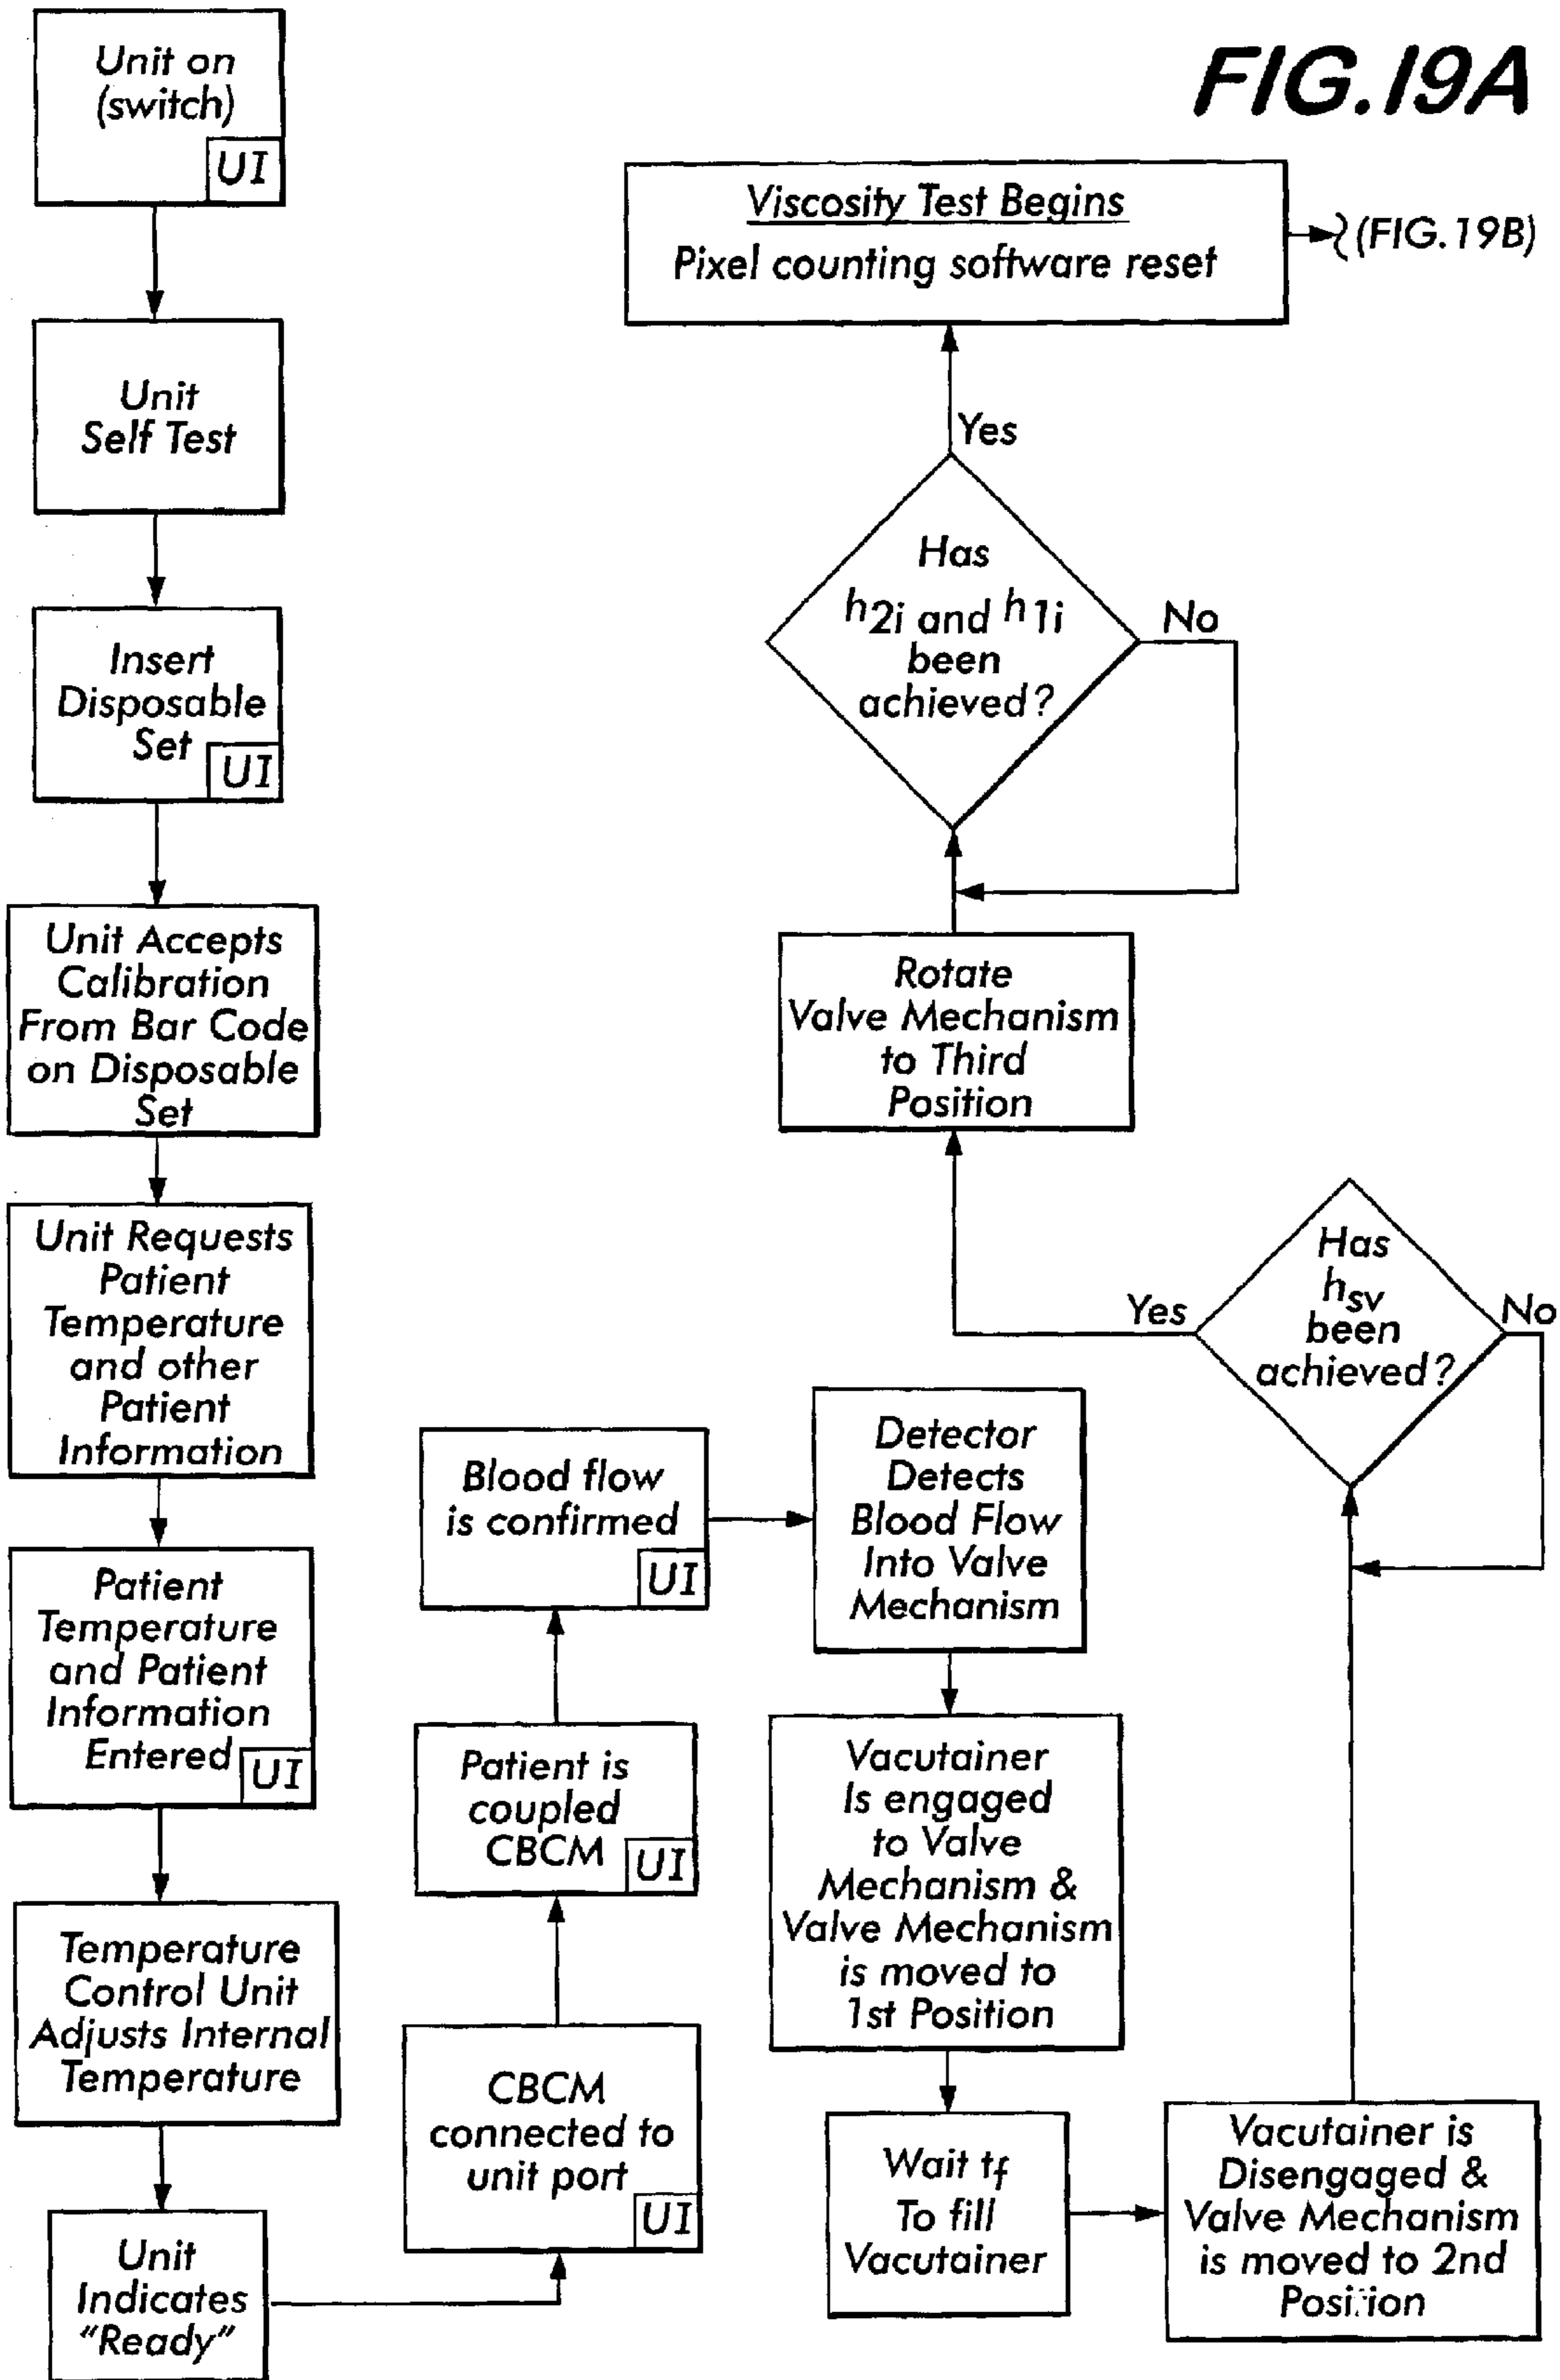 FIG.19A
Unit on
(switch)
UI
Unit
Self Test
Insert
Disposable
Set
UI
Unit Accepts
Calibration
From Bar Code
on Disposable
Set
Unit Requests
Patient
Temperature
and other
Patient
Information
Patient
Temperature
and Patient
Information
Entered
UI
Temperature
Control Unit
Adjusts Internal
Temperature
Unit
Indicates
"Ready"
CBCM
connected to
unit port
UI
Patient is
coupled
CBCM
UI
Blood flow
is confirmed
UI
Detector
Detects
Blood Flow
Into Valve
Mechanism
Vacutainer
Is engaged
to Valve
Mechanism &
Valve Mechanism
is moved to
1st Position
Wait tf
To fill
Vacutainer
Vacutainer is
Disengaged &
Valve Mechanism
is moved to 2nd
Position
Has
hsv
been
achieved?
No
Yes
Rotate
Valve Mechanism
to Third
Position
Has
h2i and h1i
been
achieved?
No
Yes
Viscosity Test Begins
Pixel counting software reset
(FIG.19B)